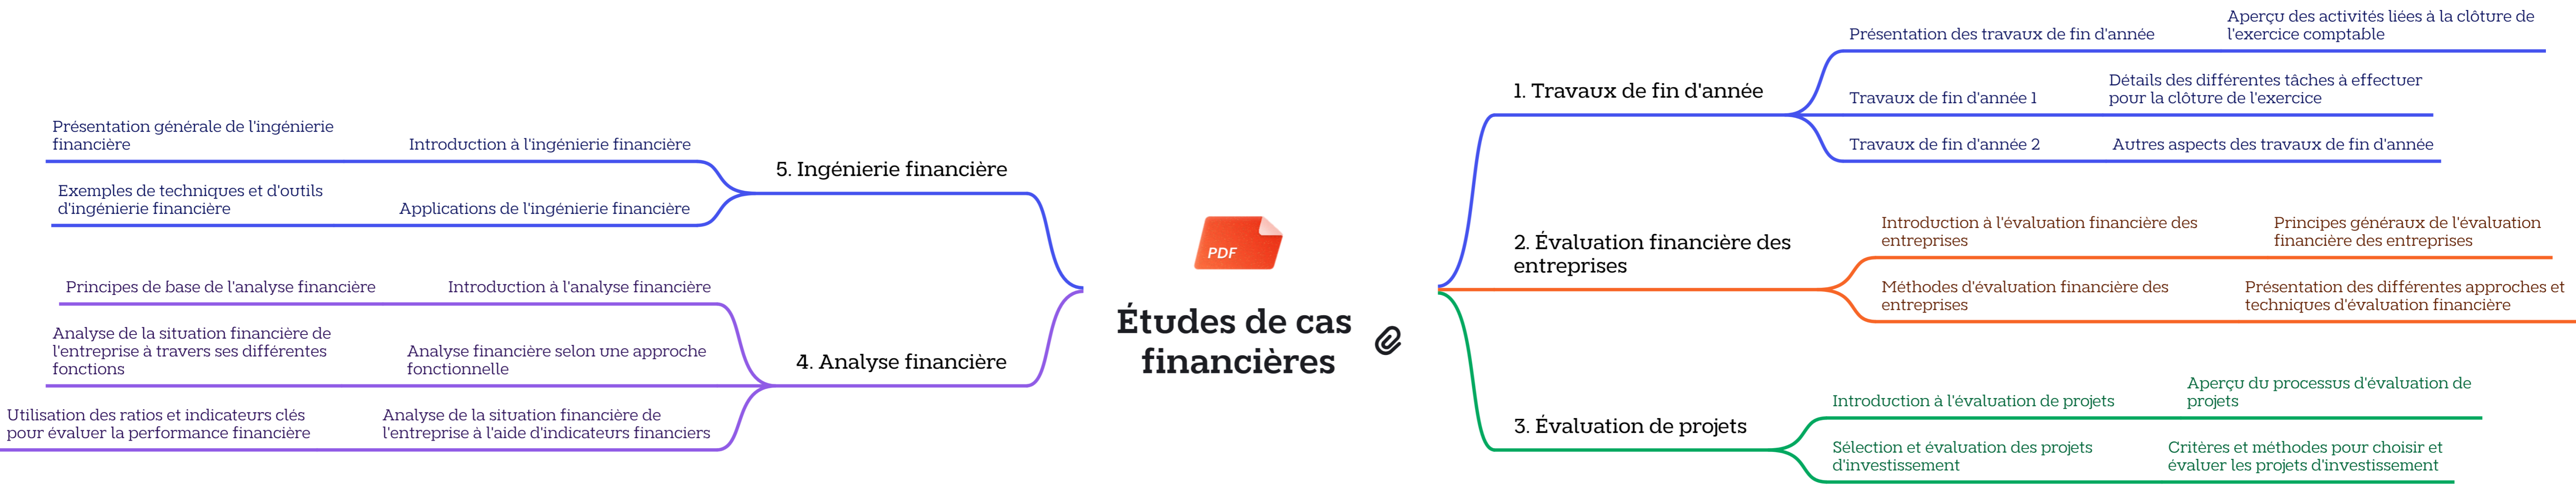 PDF
Études de cas
financières
1. Travaux de fin d'année
Présentation des travaux de fin d'année
Aperçu des activités liées à la clôture de
l'exercice comptable
Travaux de fin d'année 1
Détails des différentes tâches à effectuer
pour la clôture de l'exercice
Travaux de fin d'année 2
Autres aspects des travaux de fin d'année
2. Évaluation financière des
entreprises
Introduction à l'évaluation financière des
entreprises
Principes généraux de l'évaluation
financière des entreprises
Méthodes d'évaluation financière des
entreprises
Présentation des différentes approches et
techniques d'évaluation financière
3. Évaluation de projets
Introduction à l'évaluation de projets
Aperçu du processus d'évaluation de
projets
Sélection et évaluation des projets
d'investissement
Critères et méthodes pour choisir et
évaluer les projets d'investissement
4. Analyse financière
Introduction à l'analyse financière
Principes de base de l'analyse financière
Analyse financière selon une approche
fonctionnelle
Analyse de la situation financière de
l'entreprise à travers ses différentes
fonctions
Analyse de la situation financière de
l'entreprise à l'aide d'indicateurs financiers
Utilisation des ratios et indicateurs clés
pour évaluer la performance financière
5. Ingénierie financière
Introduction à l'ingénierie financière
Présentation générale de l'ingénierie
financière
Applications de l'ingénierie financière
Exemples de techniques et d'outils
d'ingénierie financière